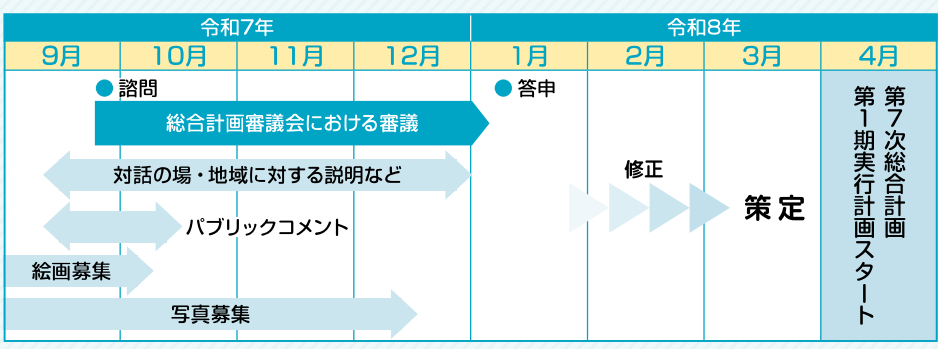 令和7年
令和8年
9月
10月
11月
12月
1月
2月
3月
4月
諮問
答申
総合計画審議会における審議
対話の場・地域に対する説明など
修正
パブリックコメント
策定
絵画募集
写真募集
第7次総合計画
第1期実行計画スタート